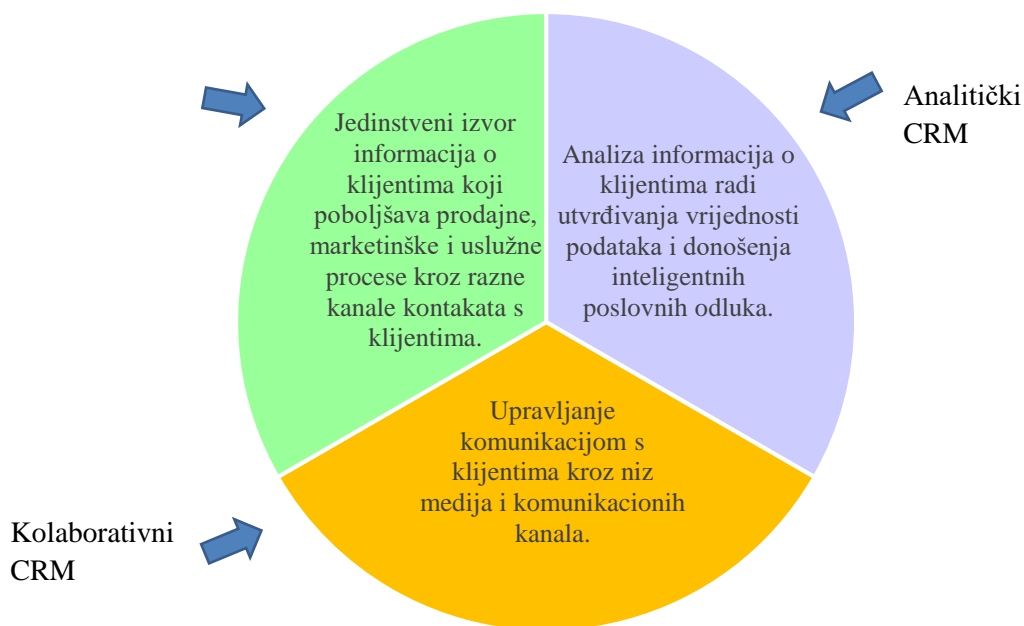 Jedinstveni izvor
informacija o
klijentima koji
poboljšava prodajne,
marketinške i uslužne
procese kroz razne
kanale kontakata s
klijentima.
Analiza informacija o
klijentima radi
utvrđivanja vrijednosti
podataka i donošenja
inteligentnih
poslovnih odluka.
Analitički
CRM
Upravljanje
komunikacijom s
klijentima kroz niz
medija i komunikacionih
kanala.
Kolaborativni
CRM